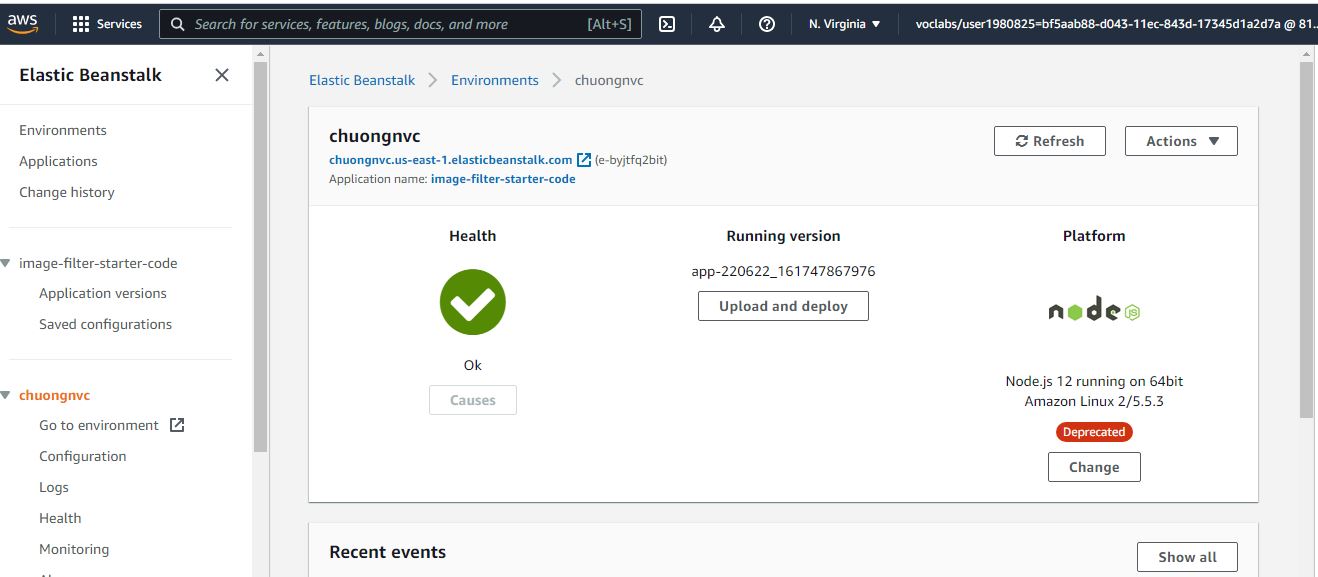 aws
Services
Search for services, features, blogs, docs, and more [Alt+S]
N. Virginia
voclabs/user1980825=bf5aab88-d043-11ec-843d-17345d1a2d7a @ 81...
Elastic Beanstalk
Environments
Applications
Change history
image-filter-starter-code
Application versions
Saved configurations
chuongnvc
Go to environment
Configuration
Logs
Health
Monitoring
Elastic Beanstalk
Environments
chuongnvc
chuongnvc
chuongnvc.us-east-1.elasticbeanstalk.com (e-byjtfq2bit)
Application name: image-filter-starter-code
Refresh
Actions
Health
Ok
Causes
Running version
app-220622_161747867976
Upload and deploy
Platform
node
JS
Node.js 12 running on 64bit
Amazon Linux 2/5.5.3
Deprecated
Change
Recent events
Show all